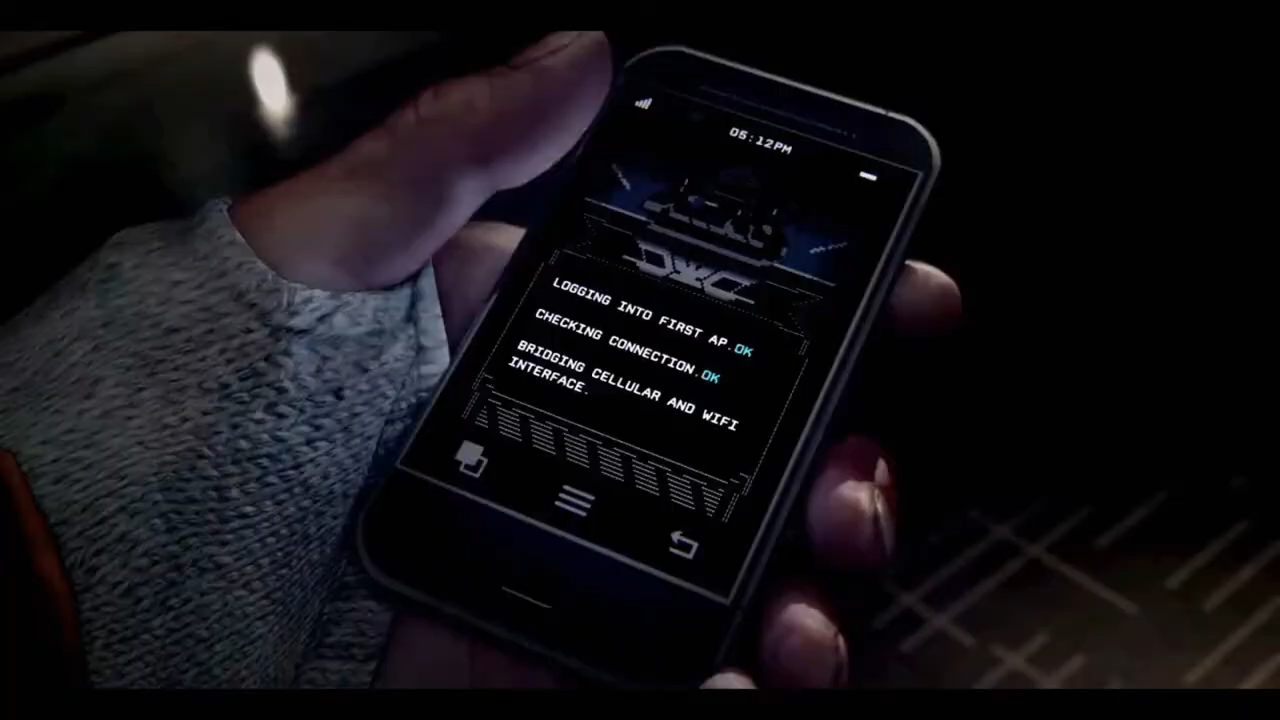 05:12PM
LOGGING INTO FIRST AP.OK
CHECKING CONNECTION.OK
BRIDGING CELLULAR AND WIFI
INTERFACE.